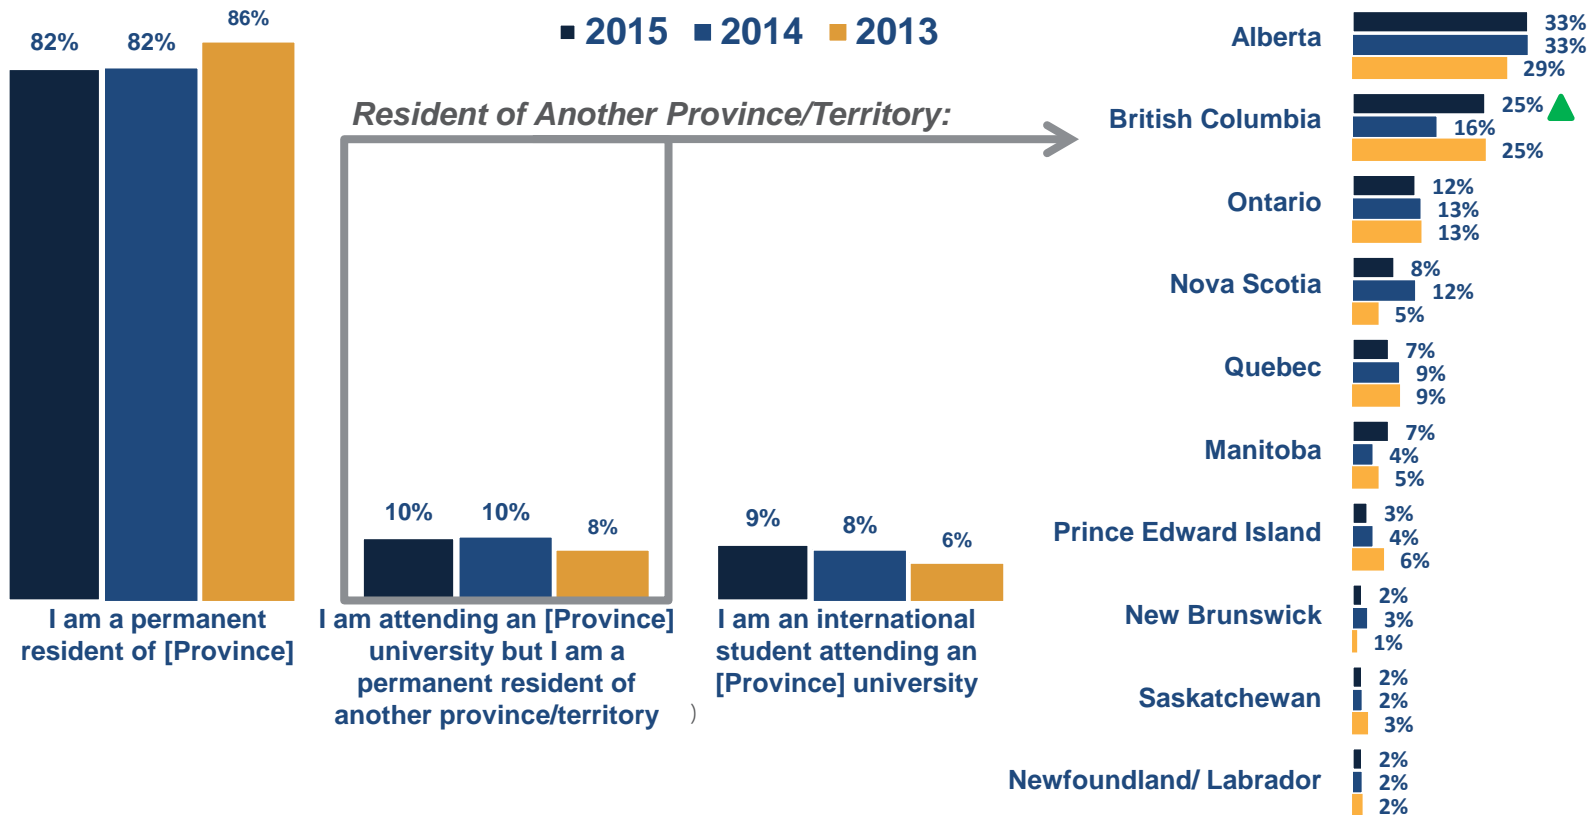 2015 2014 2013
82% 82% 86%
I am a permanent
resident of [Province]
Resident of Another Province/Territory:
10% 10% 8%
I am attending an [Province]
university but I am a
permanent resident of
another province/territory )
9% 8% 6%
I am an international
student attending an
[Province] university
Alberta
33%
33%
29%
British Columbia
25%
16%
25%
Ontario
12%
13%
13%
Nova Scotia
8%
12%
5%
Quebec
7%
9%
9%
Manitoba
7%
4%
5%
Prince Edward Island
3%
4%
6%
New Brunswick
2%
3%
1%
Saskatchewan
2%
2%
3%
Newfoundland/ Labrador
2%
2%
2%